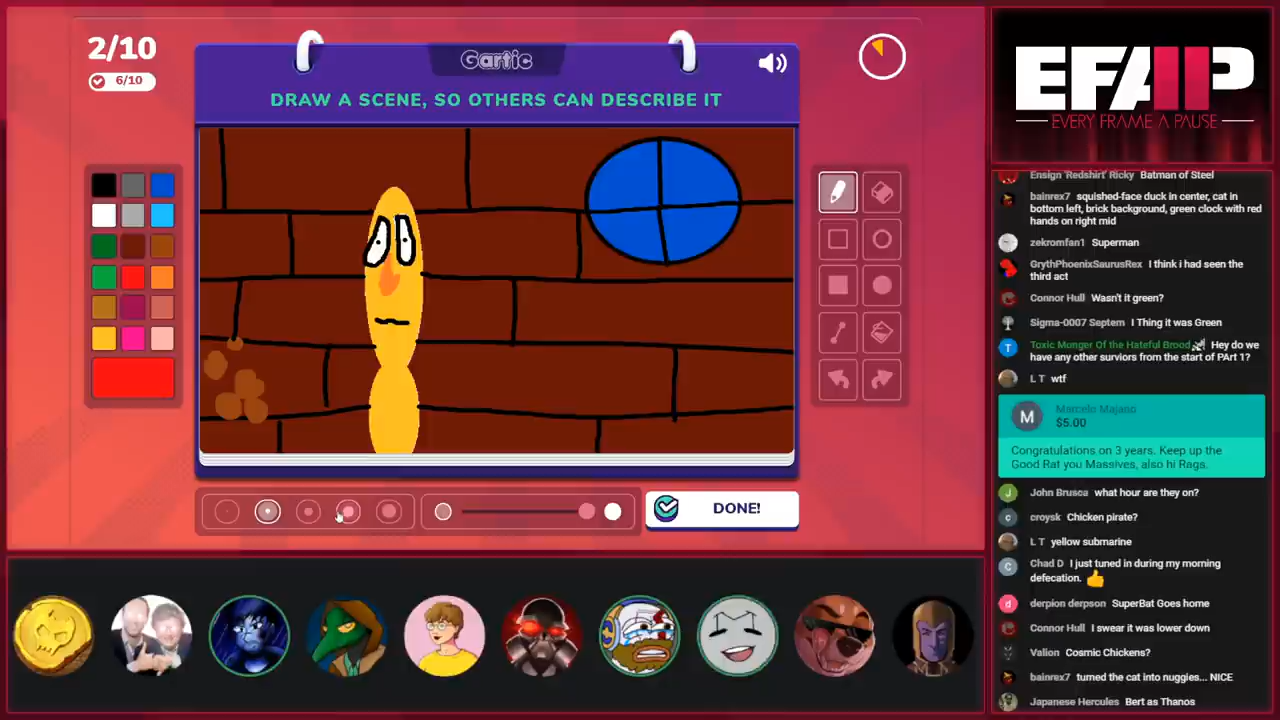 2/10
6/10
Gartic
DRAW A SCENE, SO OTHERS CAN DESCRIBE IT
DONE!
EFAP
EVERY FRAME A PAUSE
Ensign 'Redshirt' Ricky Batman of Steel
bainrex7 squished-face duck in center, cat in
bottom left, brick background, green clock with red
hands on right mid
zekromfan1 Superman
GrythPhoenixSaurusRex I think i had seen the
third act
Connor Hull Wasn't it green?
Sigma-0007 Septem I Thing it was Green
Toxic Monger Of the Hateful Brood Hey do we
have any other surviors from the start of PArt 1?
L T wtf
M
Marcelo Majano
$5.00
Congratulations on 3 years. Keep up the
Good Rat you Massives, also hi Rags.
John Brusca what hour are they on?
croysk Chicken pirate?
L T yellow submarine
Chad D I just tuned in during my morning
defecation.
derpion derpson SuperBat Goes home
Connor Hull I swear it was lower down
Valion Cosmic Chickens?
bainrex7 turned the cat into nuggies... NICE
Japanese Hercules Bert as Thanos